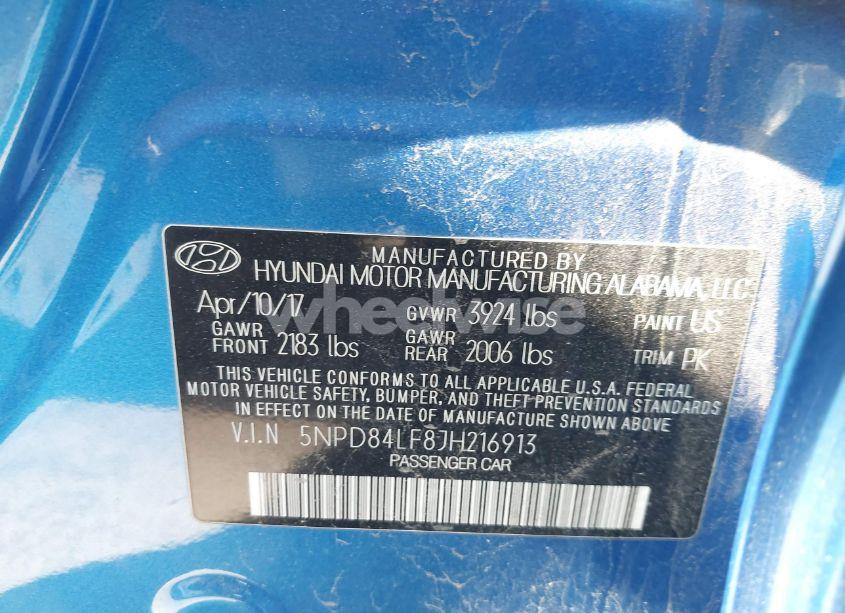 MANUFACTURED BY
HYUNDAI MOTOR MANUFACTURING ALABAMA, LLC
Apr/10/17 GVWR 3924 lbs PAINT US
GAWR FRONT 2183 lbs GAWR REAR 2006 lbs TRIM PK
THIS VEHICLE CONFORMS TO ALL APPLICABLE U.S.A. FEDERAL
MOTOR VEHICLE SAFETY, BUMPER, AND THEFT PREVENTION STANDARDS
IN EFFECT ON THE DATE OF MANUFACTURE SHOWN ABOVE
V.I.N 5NPD84LF8JH216913
PASSENGER CAR
wheelwise